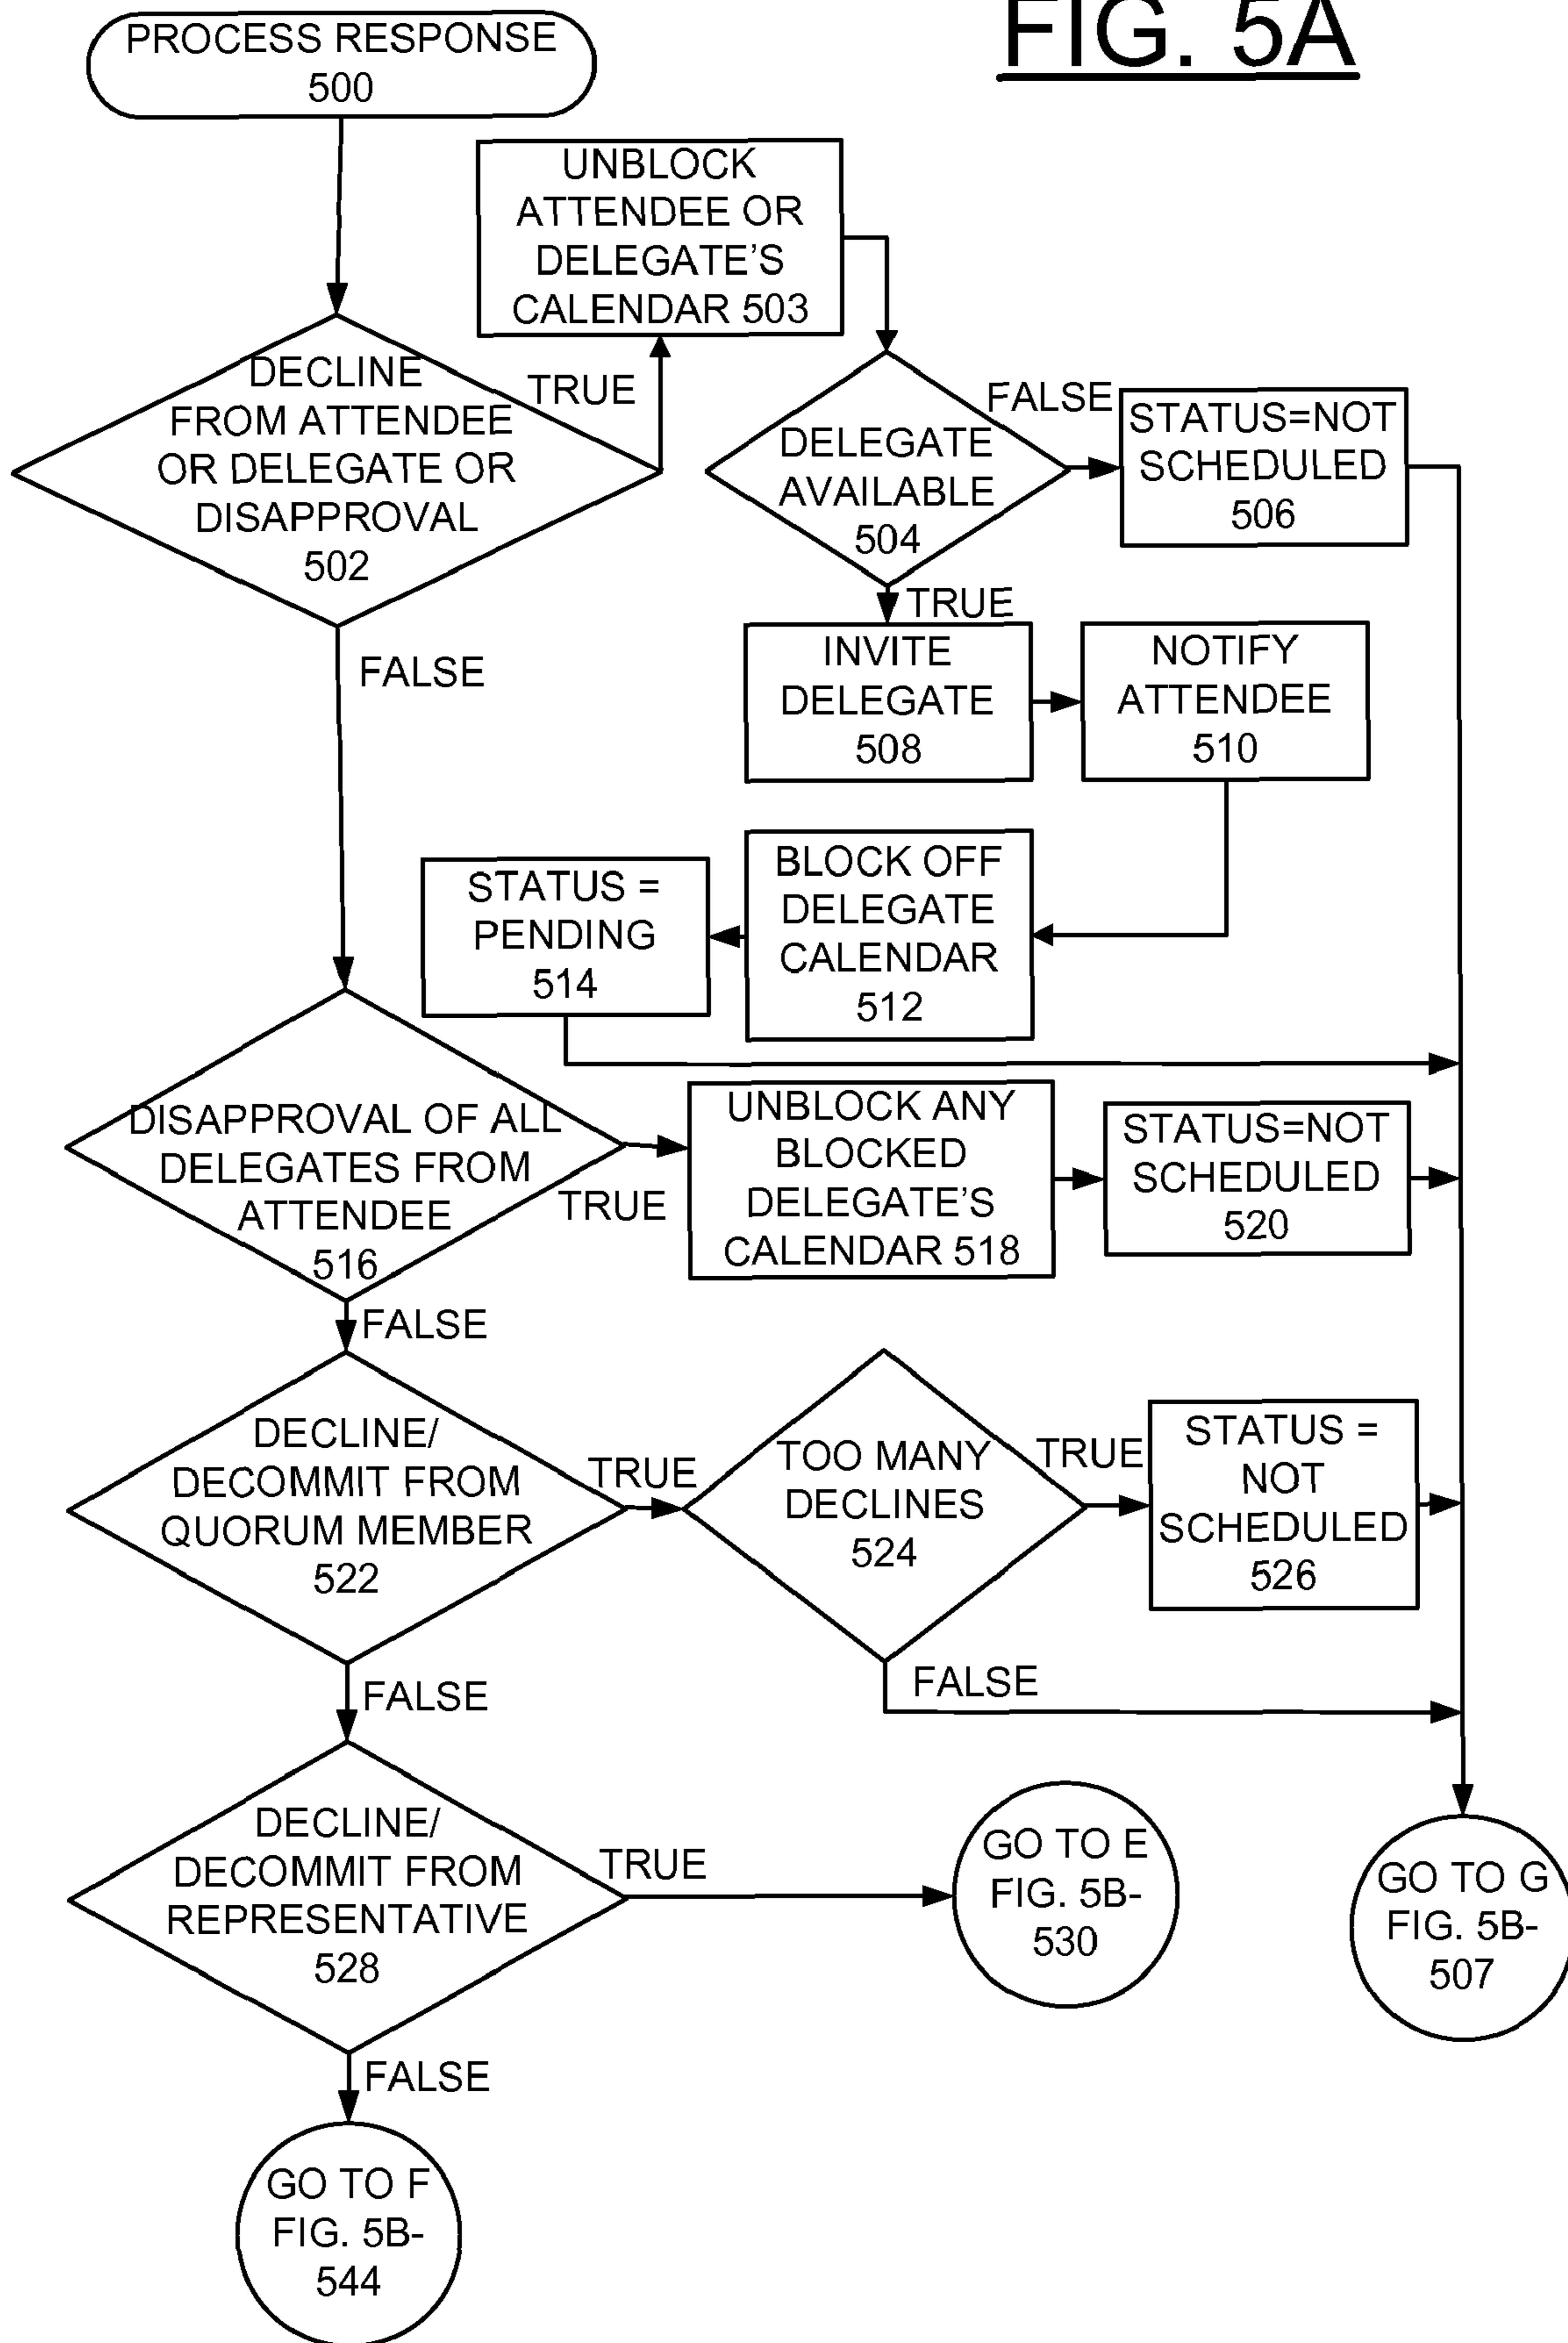 FIG. 5A
PROCESS RESPONSE
500
UNBLOCK
ATTENDEE OR
DELEGATE'S
CALENDAR 503
DECLINE
FROM ATTENDEE
OR DELEGATE OR
DISAPPROVAL
502
TRUE
FALSE
DELEGATE
AVAILABLE
504
FALSE
STATUS=NOT
SCHEDULED
506
TRUE
INVITE
DELEGATE
508
NOTIFY
ATTENDEE
510
BLOCK OFF
DELEGATE
CALENDAR
512
STATUS =
PENDING
514
DISAPPROVAL OF ALL
DELEGATES FROM
ATTENDEE
516
TRUE
UNBLOCK ANY
BLOCKED
DELEGATE'S
CALENDAR 518
STATUS=NOT
SCHEDULED
520
FALSE
DECLINE/
DECOMMIT FROM
QUORUM MEMBER
522
TRUE
TOO MANY
DECLINES
524
TRUE
STATUS =
NOT
SCHEDULED
526
FALSE
FALSE
DECLINE/
DECOMMIT FROM
REPRESENTATIVE
528
TRUE
GO TO E
FIG. 5B-
530
GO TO G
FIG. 5B-
507
FALSE
GO TO F
FIG. 5B-
544